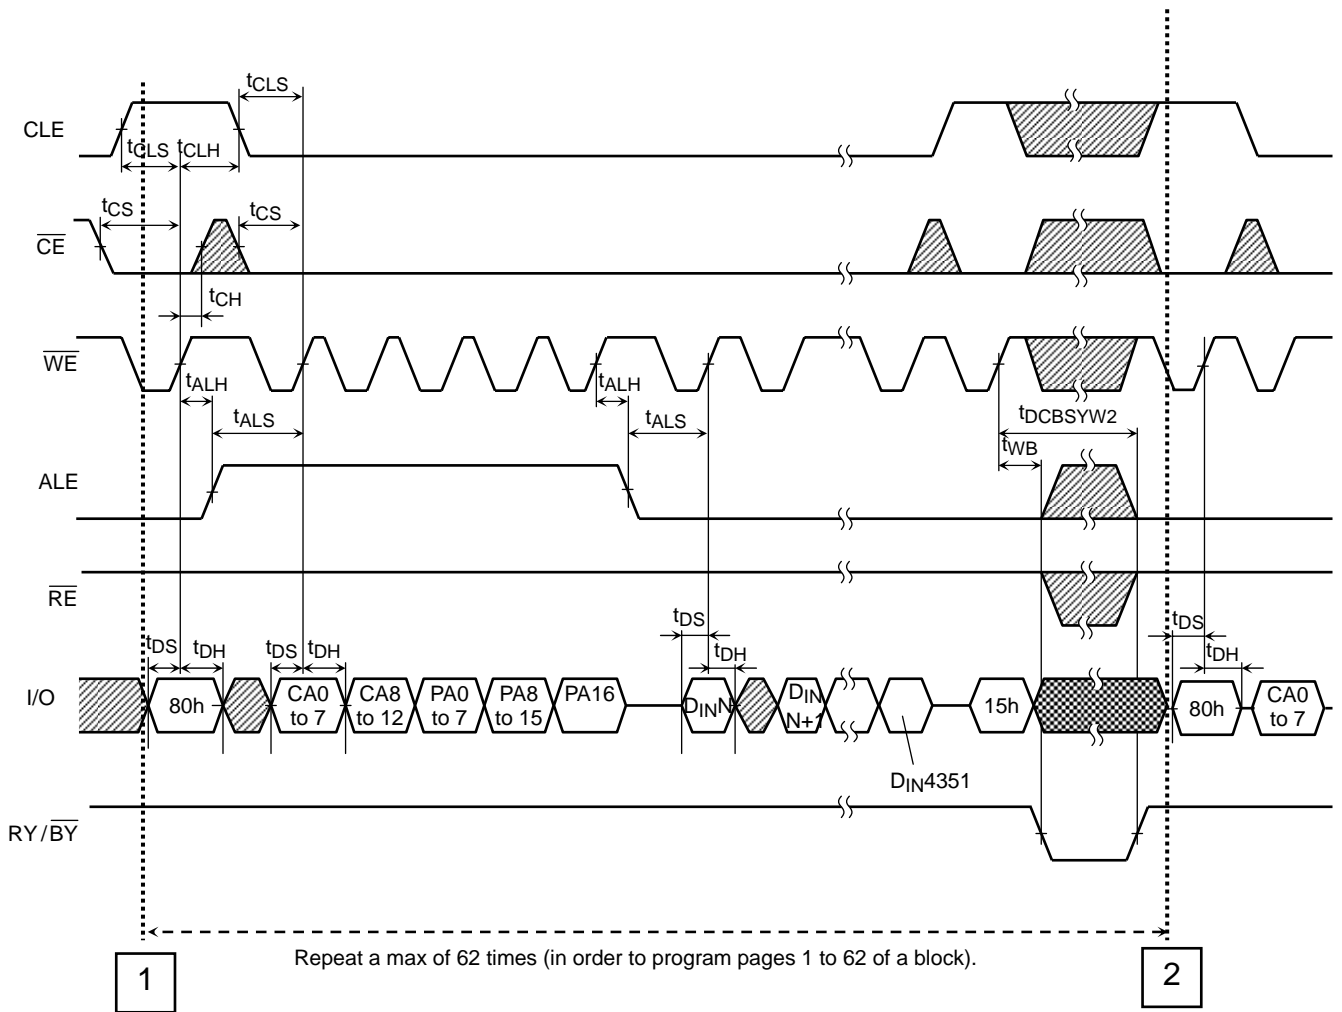 tCLS
CLE
tCLS tCLH
tCS tCS
CE
tCH
WE
tALH tALH
tALS tALS tDCBSYW2
tWB
ALE
RE
tDS tDH tDS tDH tDS tDH tDS tDH
I/O
80h
CA0 to 7
CA8 to 12
PA0 to 7
PA8 to 15
PA16
DINN
DIN N+1
15h
80h
CA0 to 7
DIN4351
RY/BY
Repeat a max of 62 times (in order to program pages 1 to 62 of a block).
1
2